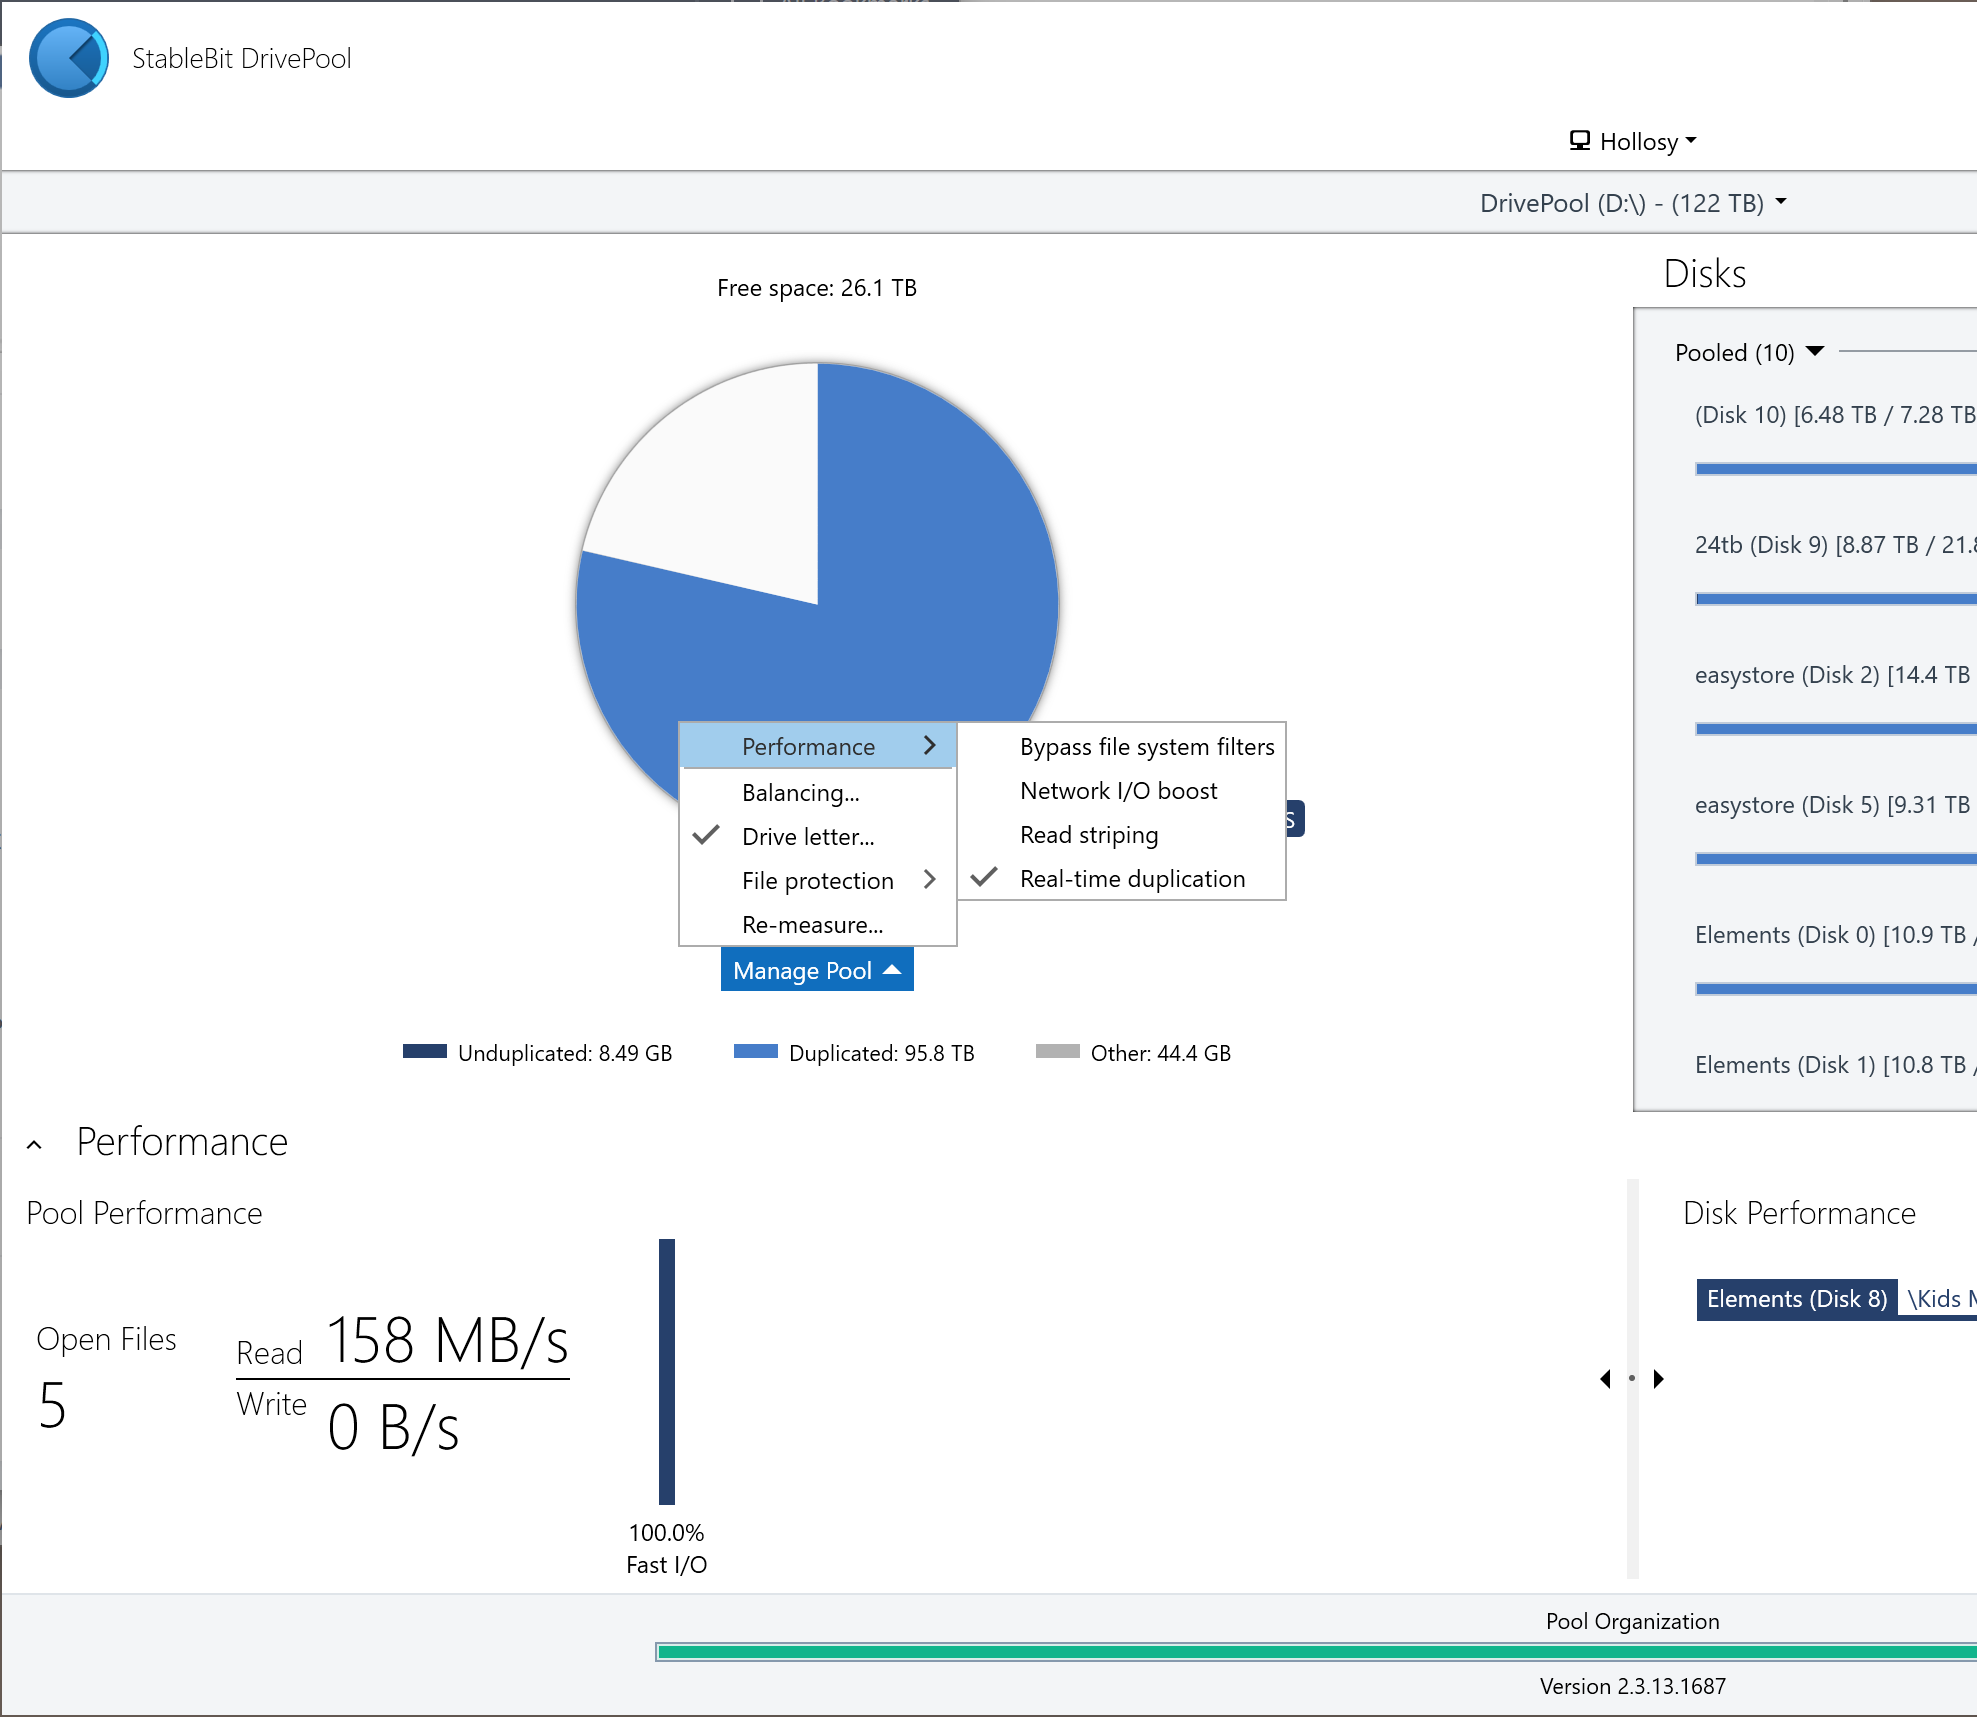 StableBit DrivePool
Hollosy
DrivePool (D:\) - (122 TB)
Free space: 26.1 TB
Performance
Balancing...
Drive letter...
File protection
Re-measure...
Bypass file system filters
Network I/O boost
Read striping
Real-time duplication
s
Manage Pool
Unduplicated: 8.49 GB
Duplicated: 95.8 TB
Other: 44.4 GB
Disks
Pooled (10)
(Disk 10) [6.48 TB / 7.28 TB
24tb (Disk 9) [8.87 TB / 21.8
easystore (Disk 2) [14.4 TB
easystore (Disk 5) [9.31 TB
Elements (Disk 0) [10.9 TB /
Elements (Disk 1) [10.8 TB /
Performance
Pool Performance
Open Files
5
Read 158 MB/s
Write 0 B/s
100.0%
Fast I/O
Disk Performance
Elements (Disk 8) \Kids
Pool Organization
Version 2.3.13.1687